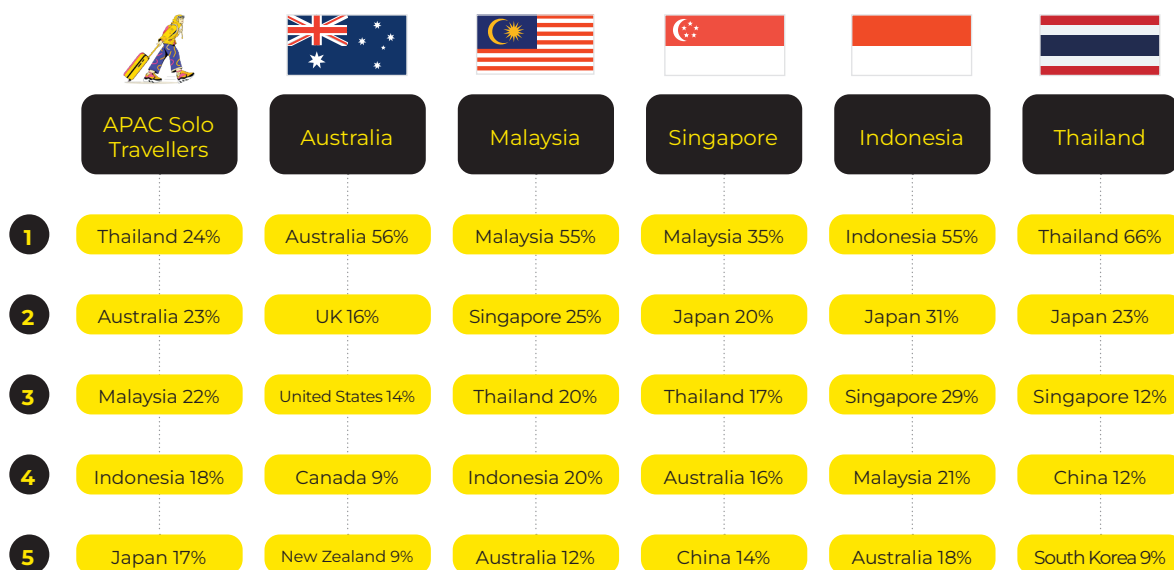 APAC Solo
Travellers
Australia
Malaysia
Singapore
Indonesia
Thailand
1
Thailand 24%
Australia 56%
Malaysia 55%
Malaysia 35%
Indonesia 55%
Thailand 66%
2
Australia 23%
UK 16%
Singapore 25%
Japan 20%
Japan 31%
Japan 23%
3
Malaysia 22%
United States 14%
Thailand 20%
Thailand 17%
Singapore 29%
Singapore 12%
4
Indonesia 18%
Canada 9%
Indonesia 20%
Australia 16%
Malaysia 21%
China 12%
5
Japan 17%
New Zealand 9%
Australia 12%
China 14%
Australia 18%
South Korea 9%